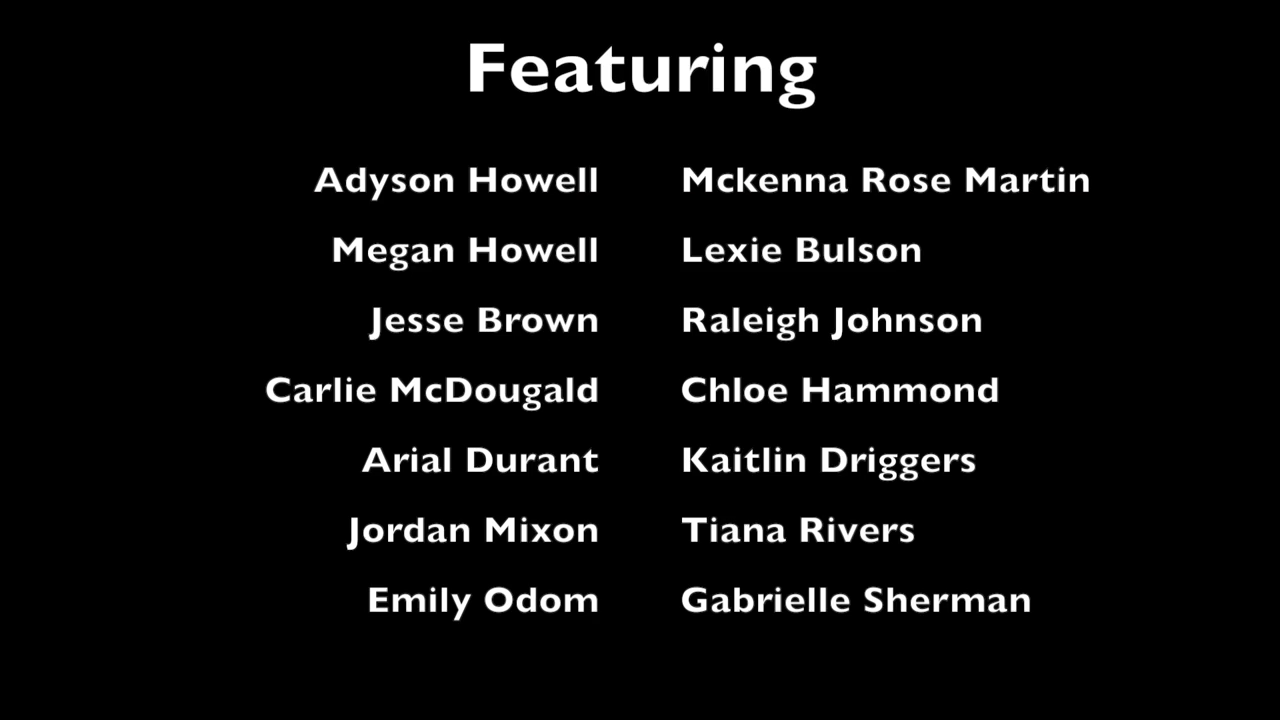 Featuring
Adyson Howell Mckenna Rose Martin
Megan Howell Lexie Bulson
Jesse Brown Raleigh Johnson
Carlie McDougald Chloe Hammond
Arial Durant Kaitlin Driggers
Jordan Mixon Tiana Rivers
Emily Odom Gabrielle Sherman